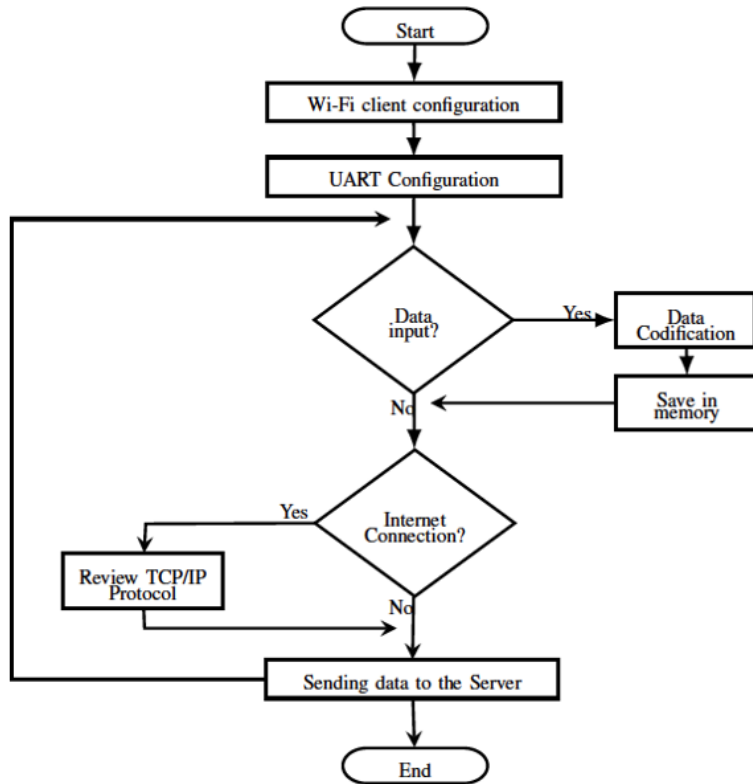 Start
Wi-Fi client configuration
UART Configuration
Data
input?
Yes
Data
Codification
Save in
memory
No
Internet
Connection?
Yes
Review TCP/IP
Protocol
No
Sending data to the Server
End